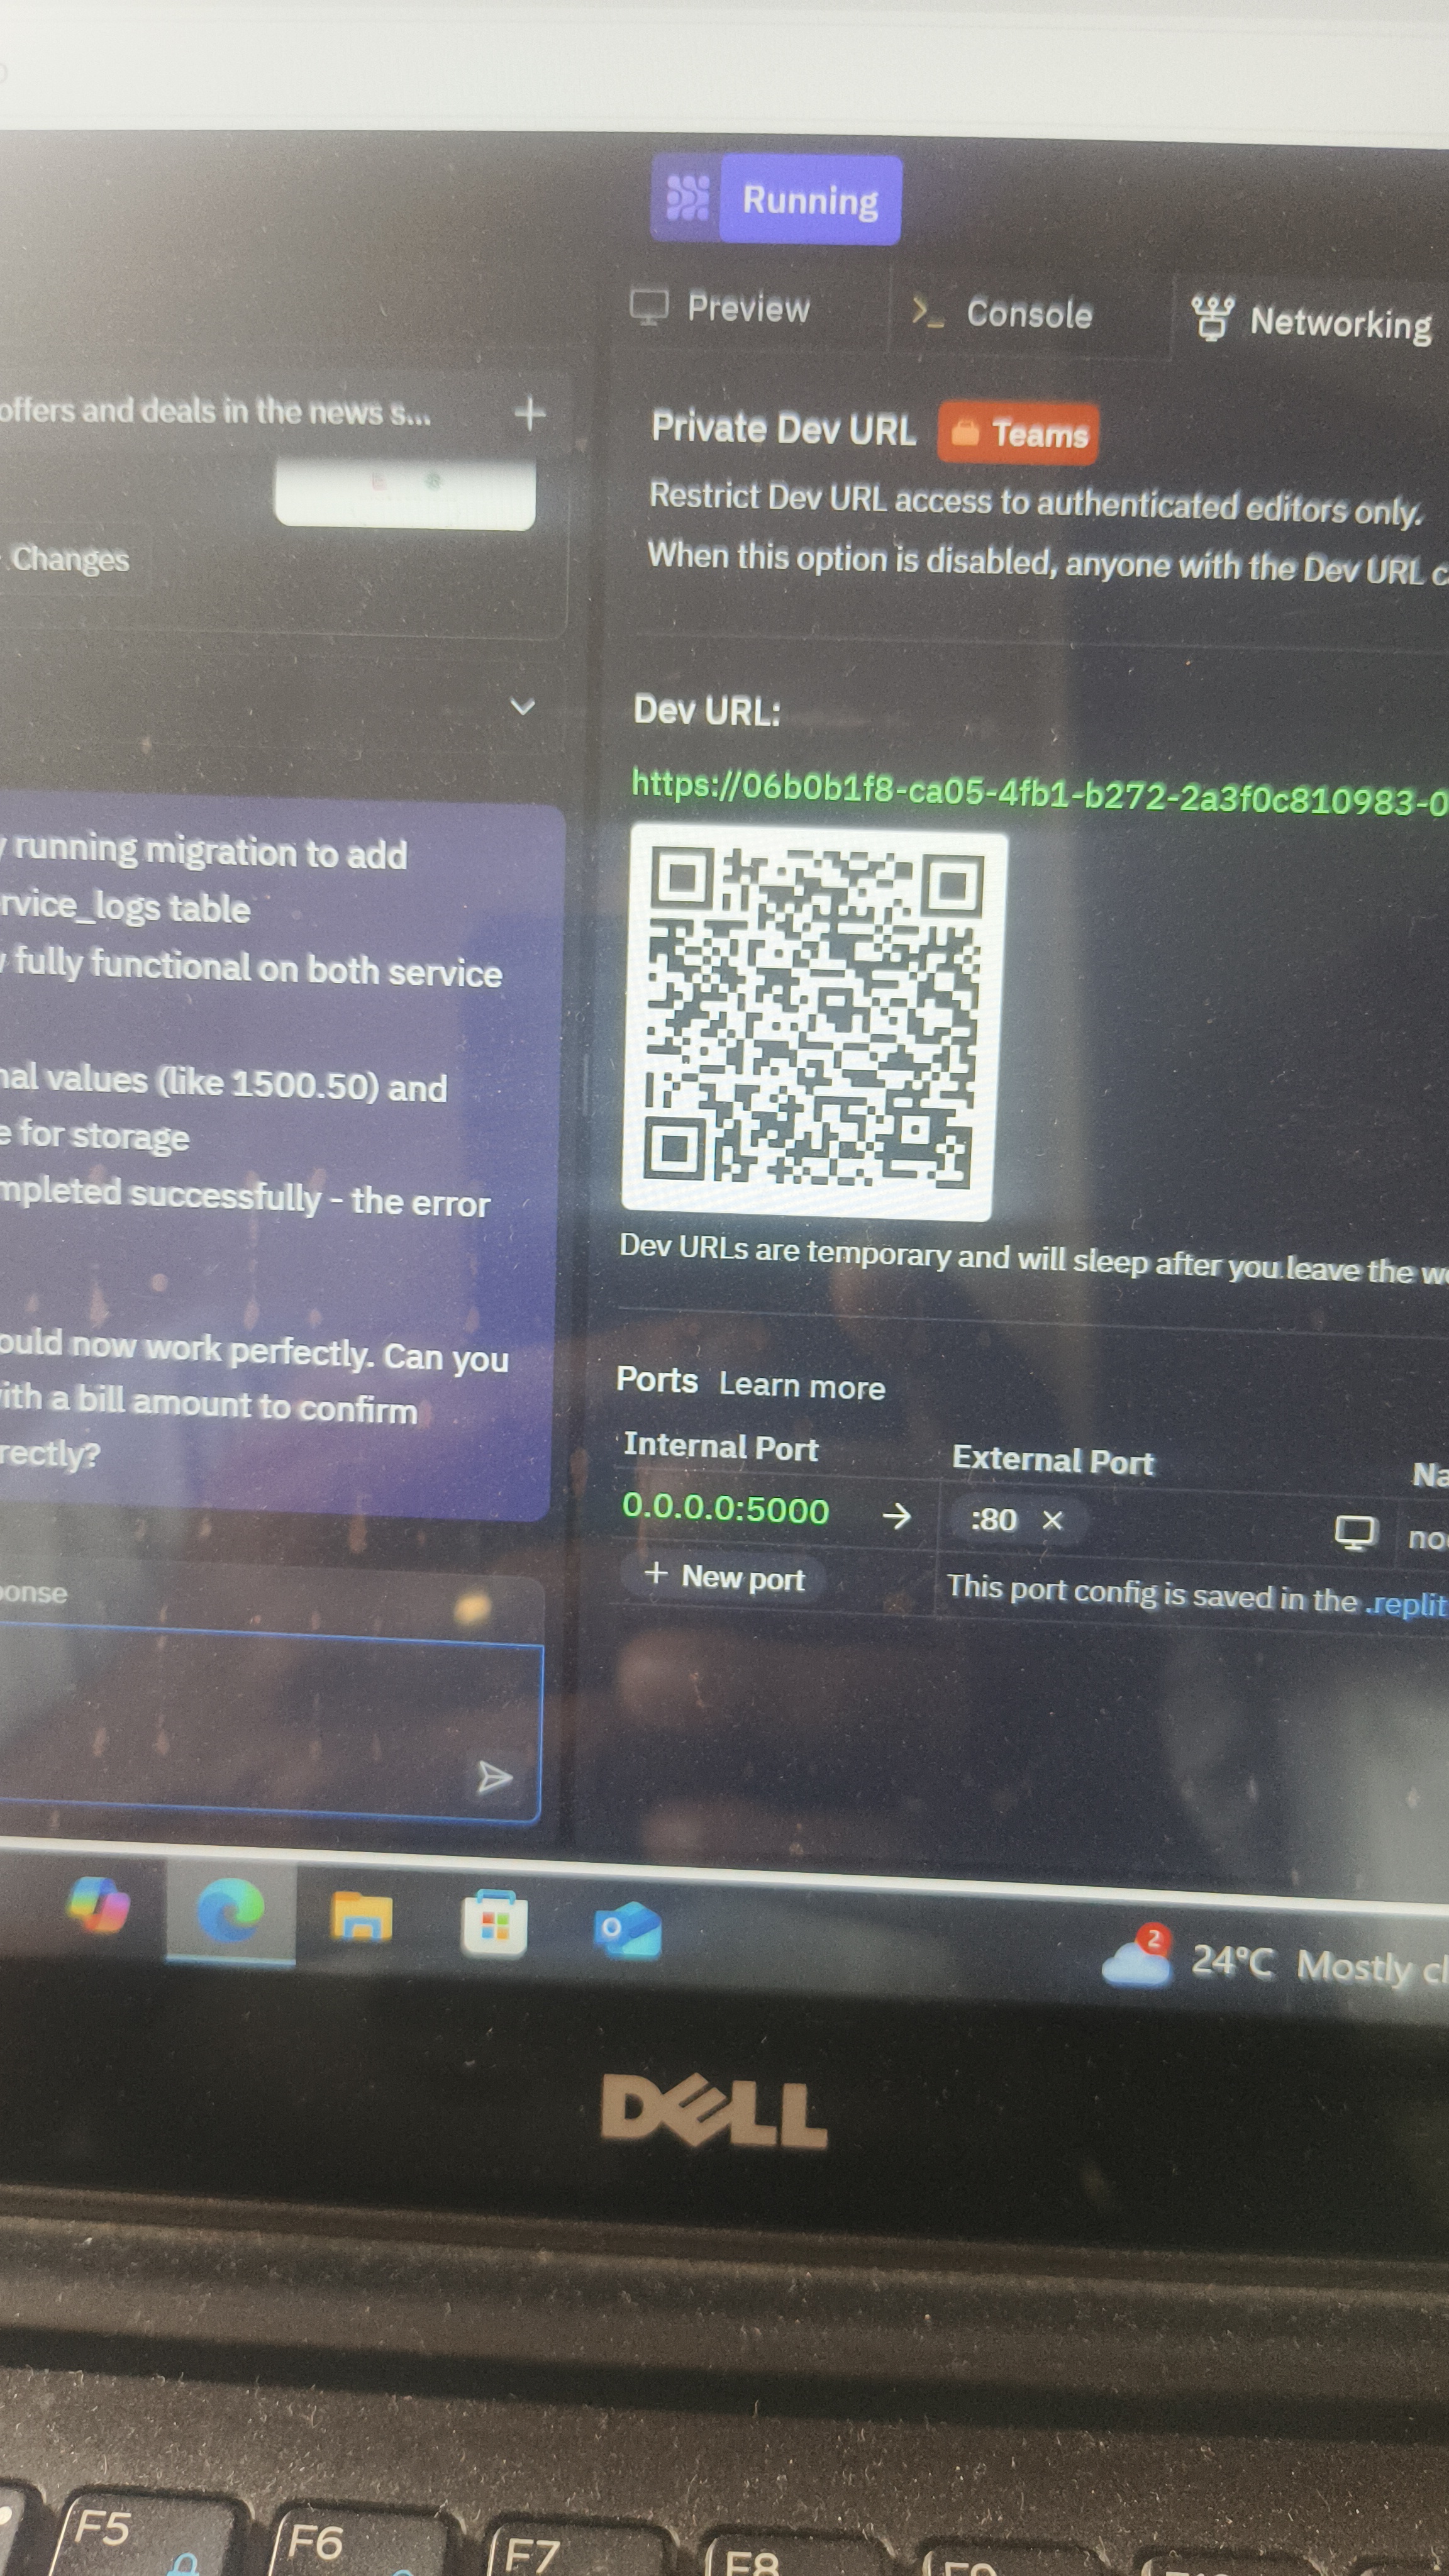 Running
Preview
Console
Networking
offers and deals in the news s...
Changes
running migration to add
rvice_logs table
fully functional on both service
nal values (like 1500.50) and
e for storage
mpleted successfully - the error
ould now work perfectly. Can you
ith a bill amount to confirm
rectly?
onse
Private Dev URL
Teams
Restrict Dev URL access to authenticated editors only.
When this option is disabled, anyone with the Dev URL c
Dev URL:
https://06b0b1f8-ca05-4fb1-b272-2a3f0c810983-0
Dev URLs are temporary and will sleep after you leave the w
Ports Learn more
Internal Port
External Port
Na
0.0.0.0:5000
:80
no
+ New port
This port config is saved in the .replit
2
24°C Mostly cl
DELL
F5
F6
F7
F8
F9